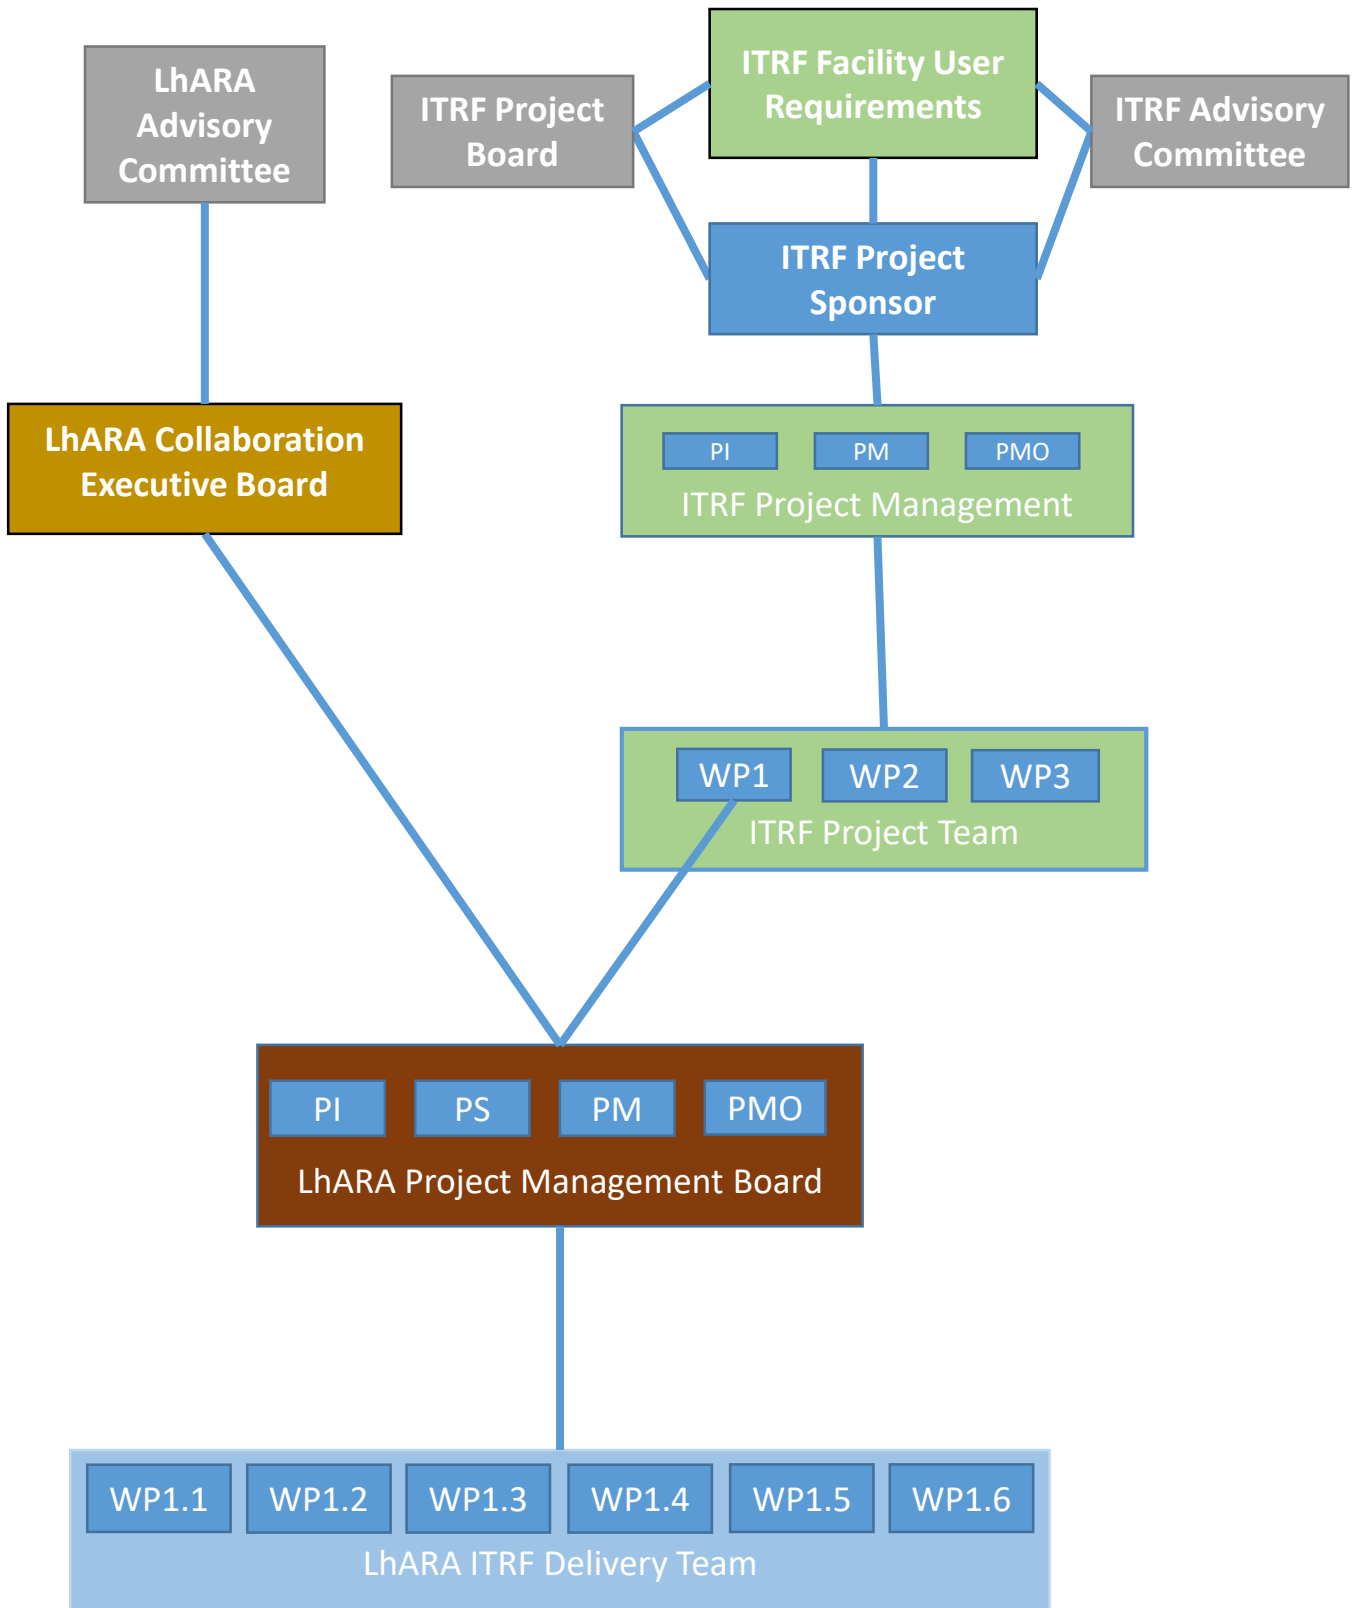 LhARA
Advisory
Committee
ITRF Project
Board
ITRF Facility User
Requirements
ITRF Advisory
Committee
ITRF Project
Sponsor
LhARA Collaboration
Executive Board
PI PM PMO
ITRF Project Management
WP1 WP2 WP3
ITRF Project Team
PI PS PM PMO
LhARA Project Management Board
WP1.1 WP1.2 WP1.3 WP1.4 WP1.5 WP1.6
LhARA ITRF Delivery Team